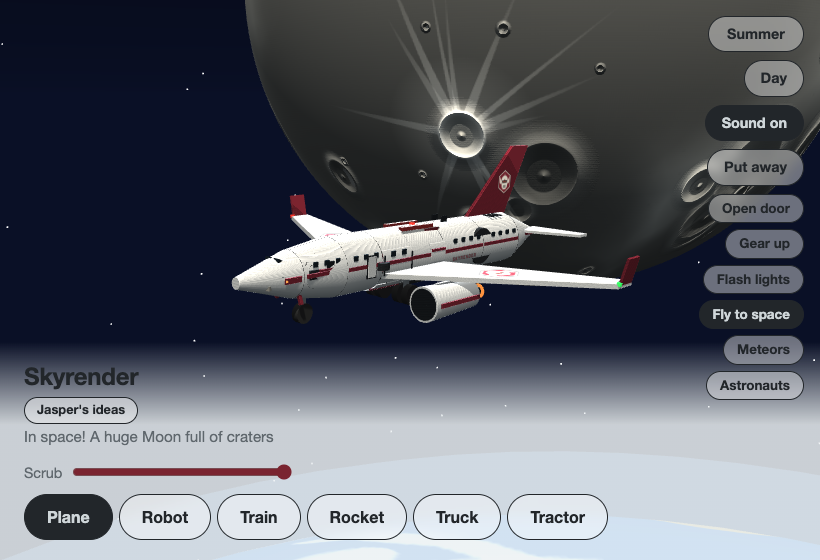 Summer
Day
Sound on
Put away
Open door
Gear up
Flash lights
Fly to space
Meteors
Astronauts
Skyrender
Jasper's ideas
In space! A huge Moon full of craters
Scrub
Plane Robot Train Rocket Truck Tractor